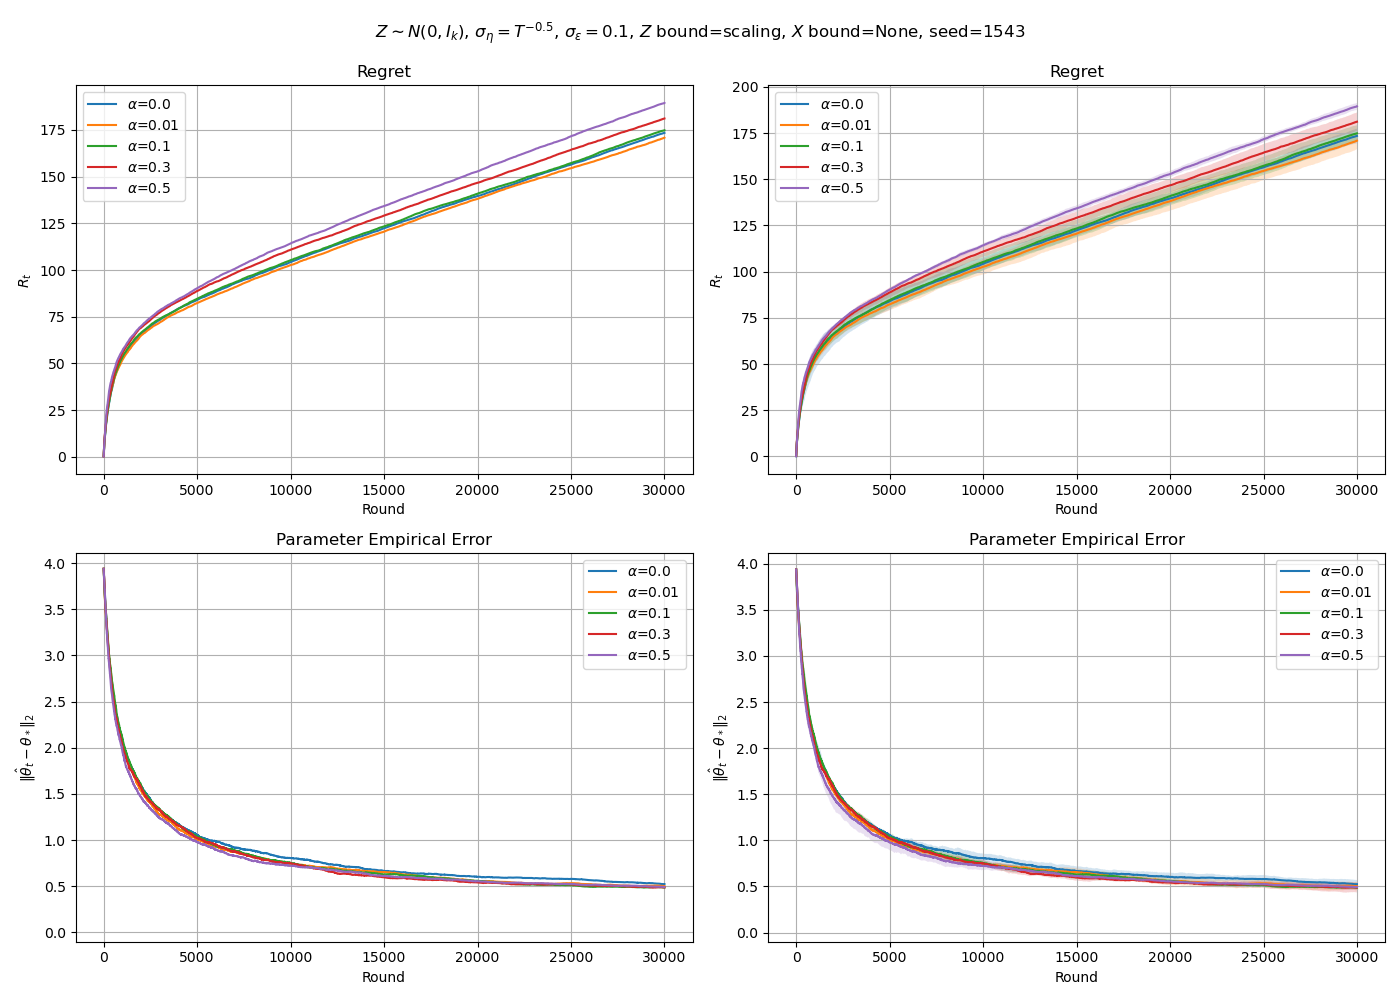 Z ∼ N(0, I_k), σ_η = T^{−0.5}, σ_ε = 0.1, Z bound=scaling, X bound=None, seed=1543
Regret
α=0.0
α=0.01
α=0.1
α=0.3
α=0.5
175
150
125
100
75
50
25
0
R_t
0 5000 10000 15000 20000 25000 30000
Round
Regret
α=0.0
α=0.01
α=0.1
α=0.3
α=0.5
200
175
150
125
100
75
50
25
0
R_t
0 5000 10000 15000 20000 25000 30000
Round
Parameter Empirical Error
α=0.0
α=0.01
α=0.1
α=0.3
α=0.5
4.0
3.5
3.0
2.5
2.0
1.5
1.0
0.5
0.0
‖θ̂_t − θ_*‖_2
0 5000 10000 15000 20000 25000 30000
Round
Parameter Empirical Error
α=0.0
α=0.01
α=0.1
α=0.3
α=0.5
4.0
3.5
3.0
2.5
2.0
1.5
1.0
0.5
0.0
‖θ̂_t − θ_*‖_2
0 5000 10000 15000 20000 25000 30000
Round